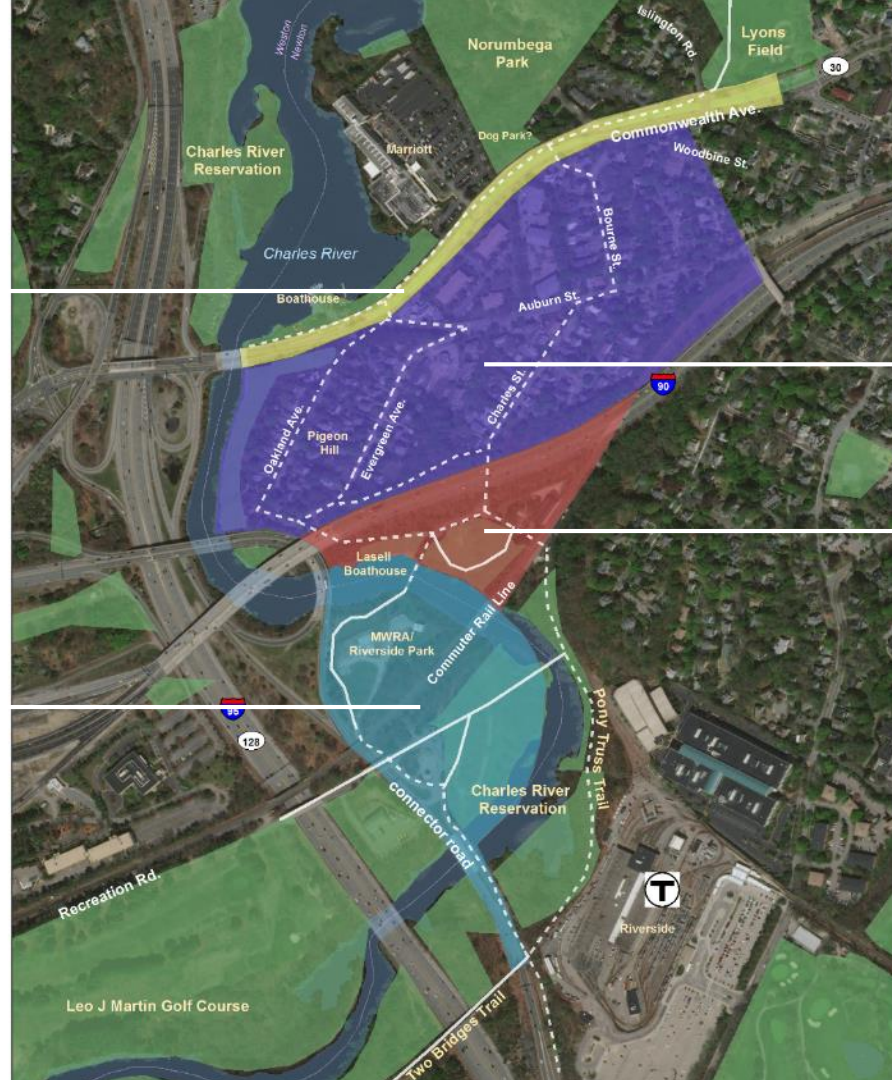 Weston
Newton
Norumbega
Park
Islington Rd
Lyons
Field
30
Commonwealth Ave.
Dog Park?
Woodbine St.
Charles River
Reservation
Marriott
Charles River
Bourne St.
Boathouse
Auburn St.
90
Oakland Ave.
Pigeon
Hill
Evergreen Ave.
Charles St.
Lasell
Boathouse
MWRA/
Riverside Park
Commuter Rail Line
95
128
Pony Truss Trail
Charles River
Reservation
connector road
Recreation Rd.
T
Riverside
Leo J Martin Golf Course
Two Bridges Trail